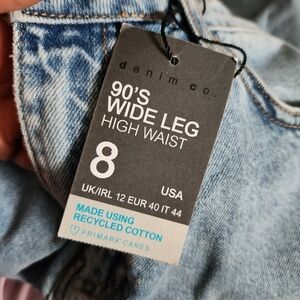 denim co.
90'S
WIDE LEG
HIGH WAIST
8
USA
UK/IRL 12 EUR 40 IT 44
MADE USING
RECYCLED COTTON
PRIMARK CARES